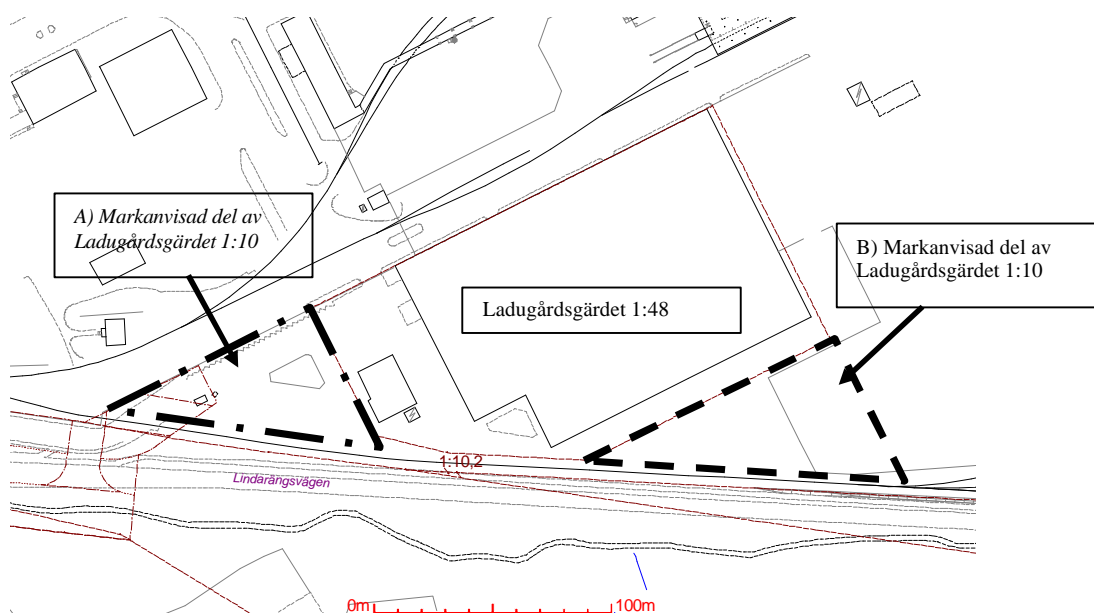 A) Markanvisad del av
Ladugårdsgärdet 1:10
B) Markanvisad del av
Ladugårdsgärdet 1:10
Ladugårdsgärdet 1:48
1:10,2
Lindarängsvägen
0m
100m